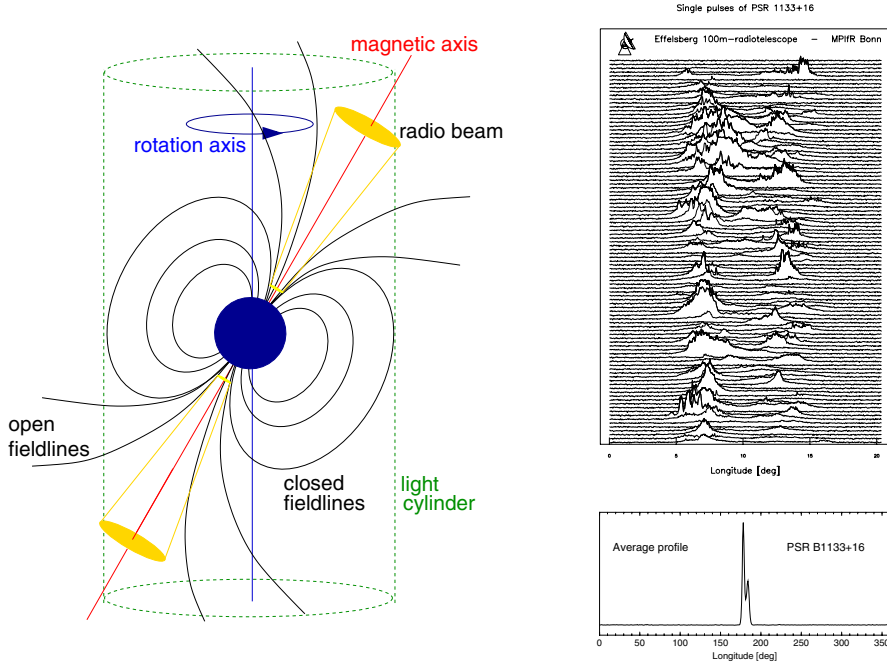 magnetic axis
radio beam
rotation axis
open
fieldlines
closed
fieldlines
light
cylinder
Single pulses of PSR 1133+16
Effelsberg 100m-radiotelescope - MPIfR Bonn
0 5 10 15 20
Longitude [deg]
Average profile PSR B1133+16
0 50 100 150 200 250 300 350
Longitude [deg]